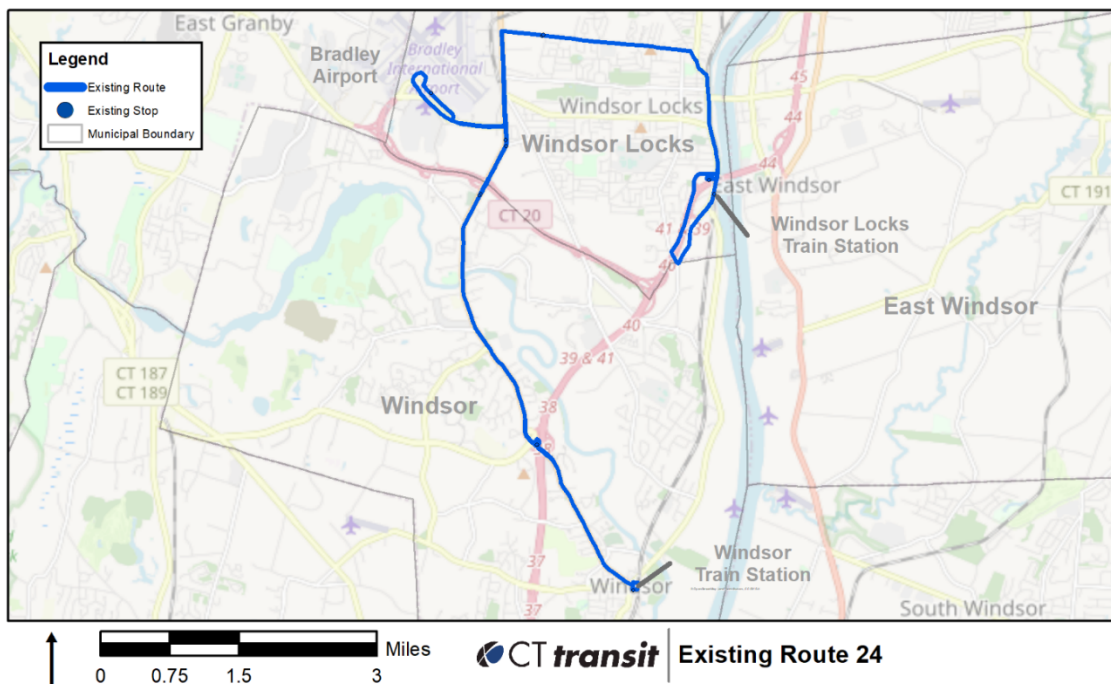 East Granby
Legend
Existing Route
Existing Stop
Municipal Boundary
Bradley
Airport
Bradley
International
Airport
45
44
Windsor Locks
Windsor Locks
44
East Windsor
CT 191
CT 20
41 & 39
Windsor Locks
Train Station
40
East Windsor
40
39 & 41
CT 187
CT 189
Windsor
38
38
Windsor
Train Station
37
Windsor
37
South Windsor
0 0.75 1.5 3 Miles
CTtransit
Existing Route 24